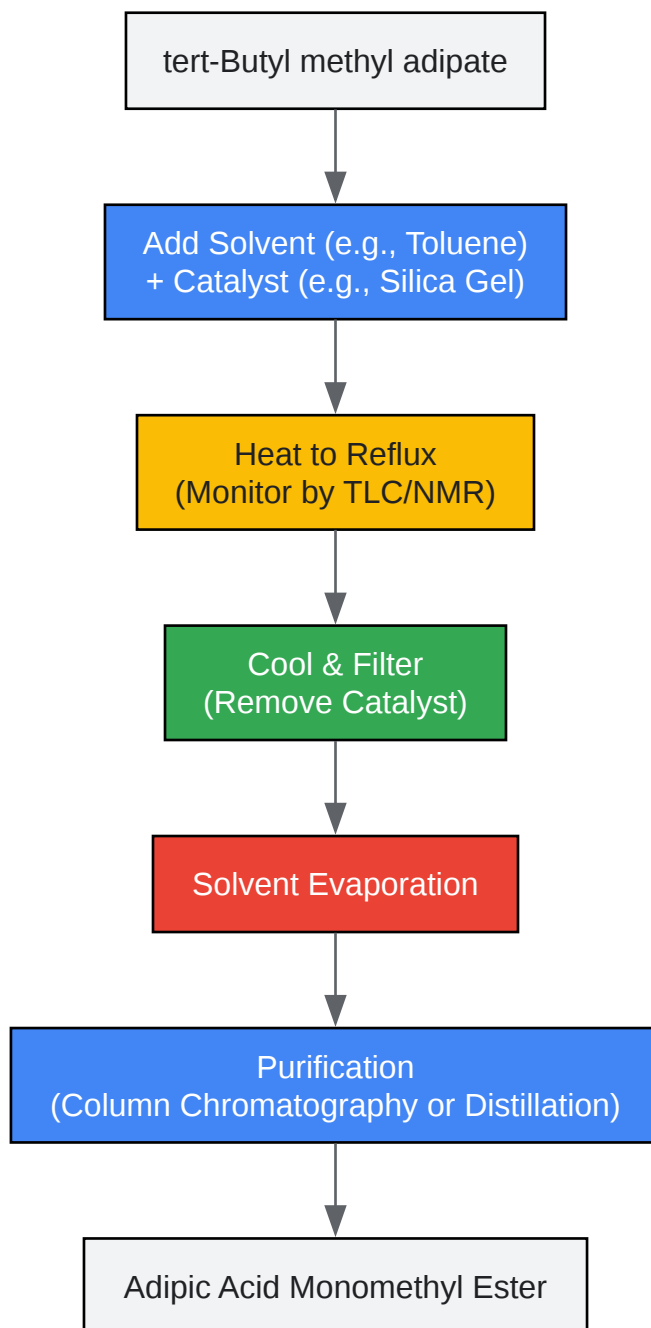 tert-Butyl methyl adipate
Add Solvent (e.g., Toluene)
+ Catalyst (e.g., Silica Gel)
Heat to Reflux
(Monitor by TLC/NMR)
Cool & Filter
(Remove Catalyst)
Solvent Evaporation
Purification
(Column Chromatography or Distillation)
Adipic Acid Monomethyl Ester